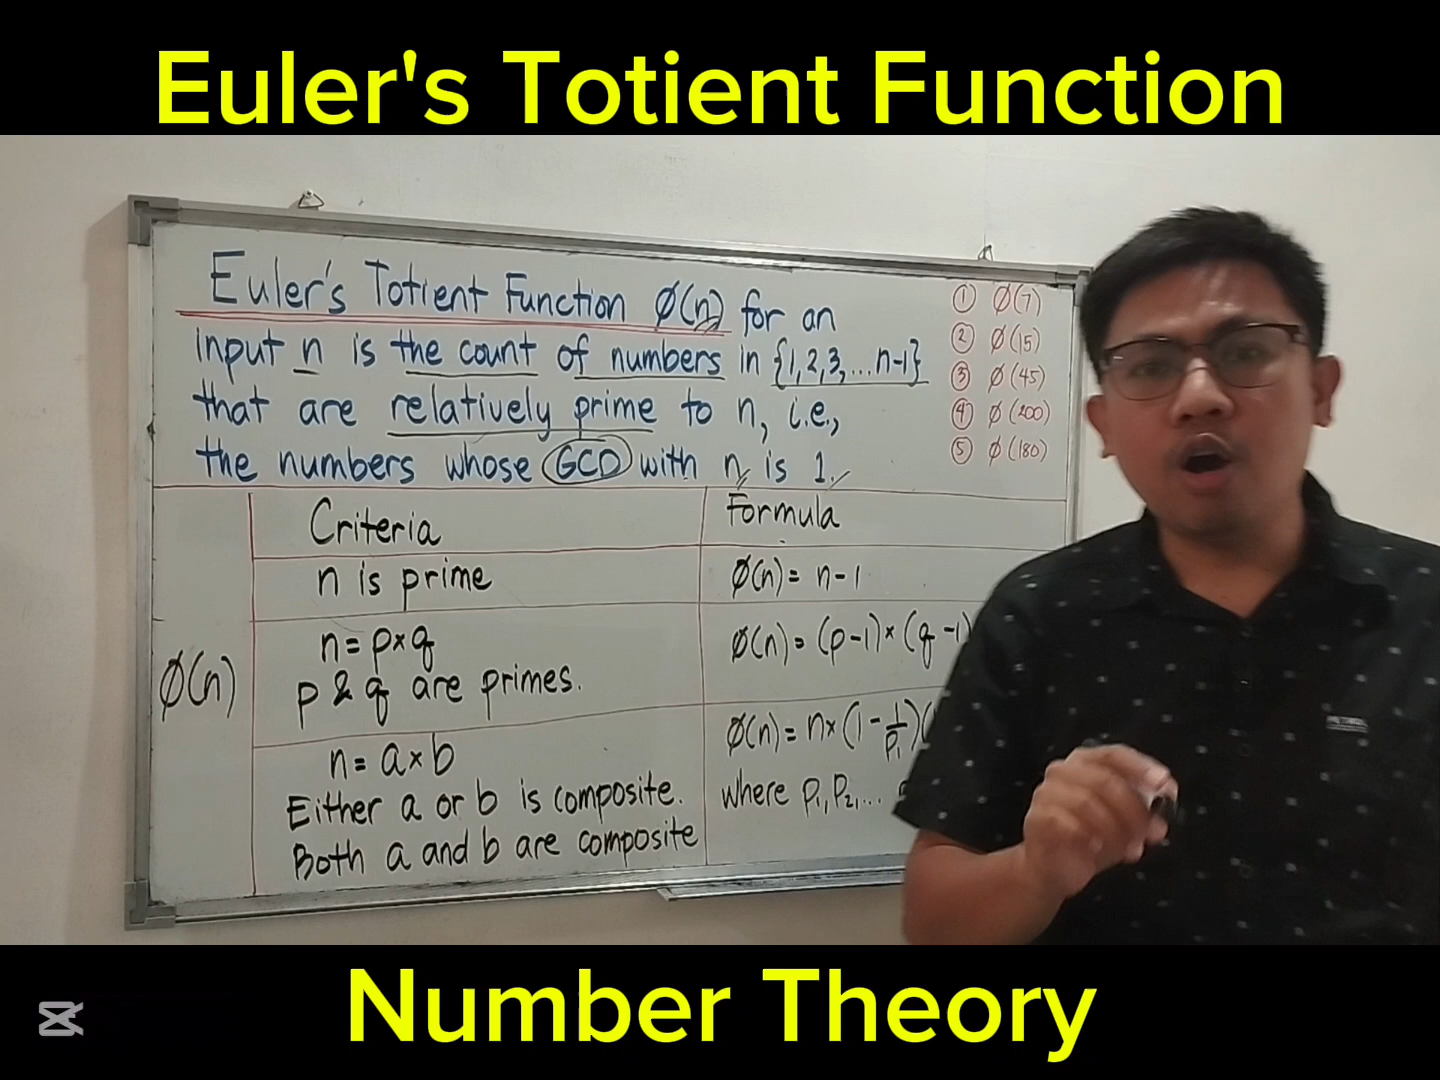 Euler's Totient Function
Euler's Totient Function Ø(n) for an
input n is the count of numbers in {1,2,3,...n-1}
that are relatively prime to n, i.e.,
the numbers whose GCD with n is 1.
① Ø(7)
② Ø(15)
③ Ø(45)
④ Ø(200)
⑤ Ø(180)
Criteria
Formula
n is prime
Ø(n) = n-1
n = p×q
p & q are primes.
Ø(n) = (p-1)×(q-1)
Ø(n)
n = a×b
Either a or b is composite.
Both a and b are composite
Ø(n) = n×(1-1/p₁)(
where p₁,p₂,...
Number Theory